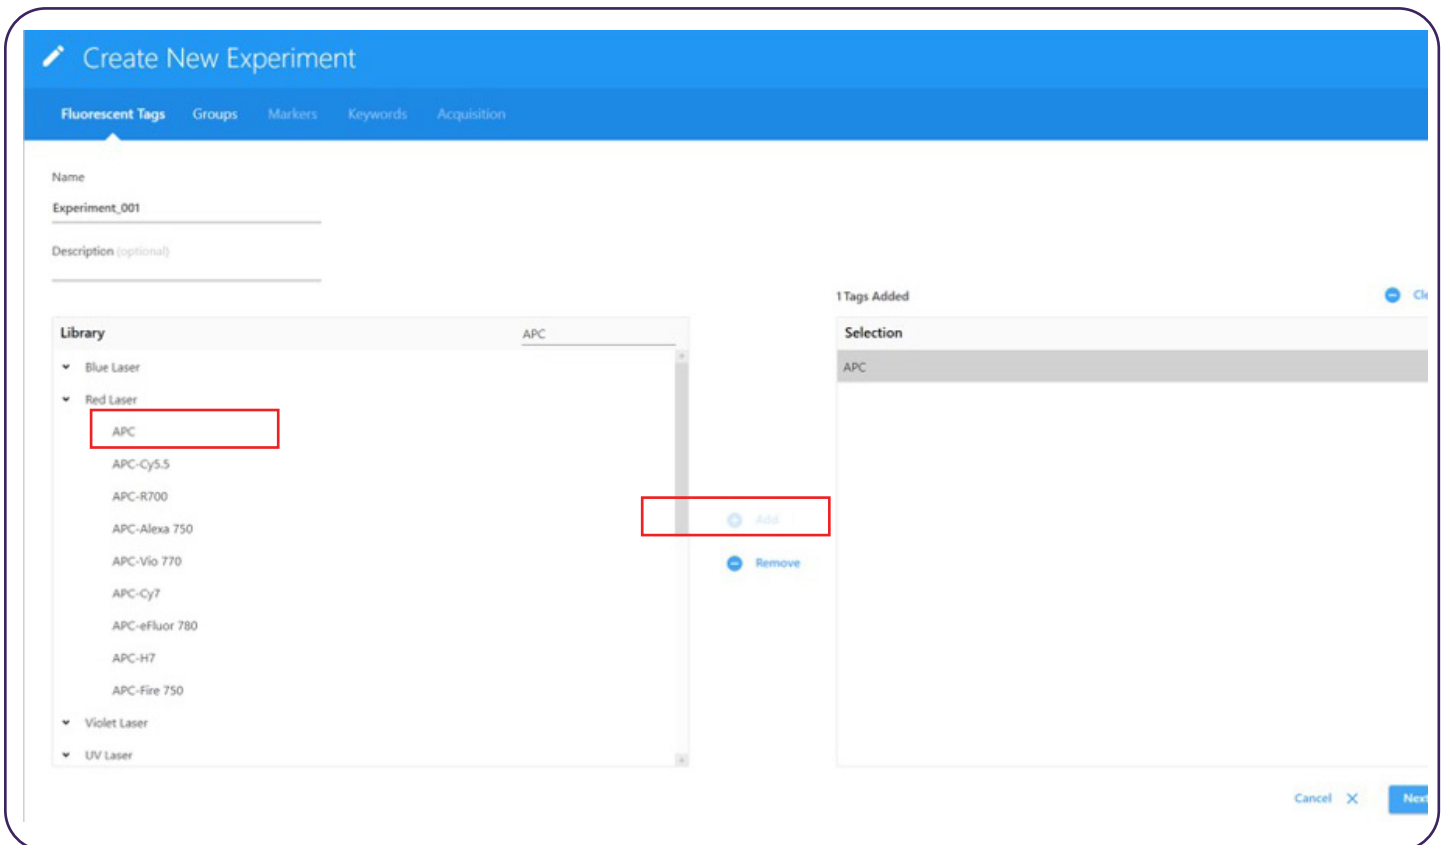 Create New Experiment
Fluorescent Tags Groups Markers Keywords Acquisition
Name
Experiment_001
Description (optional)
1 Tags Added
Library APC
Selection
Blue Laser
APC
Red Laser
APC
APC-Cy5.5
APC-R700
APC-Alexa 750
Add
APC-Vio 770
Remove
APC-Cy7
APC-eFluor 780
APC-H7
APC-Fire 750
Violet Laser
UV Laser
Cancel
Next